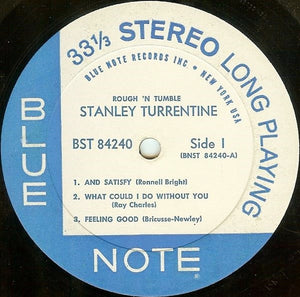 33 1/3 STEREO LONG PLAYING
BLUE NOTE RECORDS INC • NEW YORK USA
ROUGH 'N TUMBLE
STANLEY TURRENTINE
BST 84240 Side 1
(BNST 84240-A)
1. AND SATISFY (Ronnell Bright)
2. WHAT COULD I DO WITHOUT YOU
(Ray Charles)
3. FEELING GOOD (Bricusse-Newley)
BLUE
NOTE
®